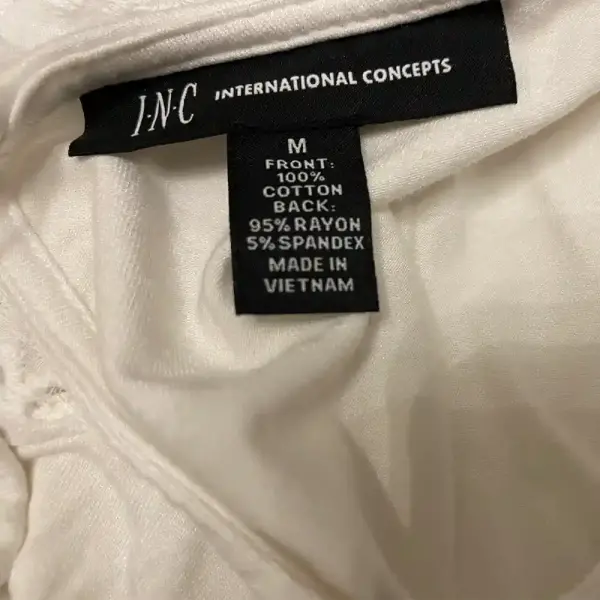 I·N·C INTERNATIONAL CONCEPTS
M
FRONT:
100%
COTTON
BACK:
95% RAYON
5% SPANDEX
MADE IN
VIETNAM